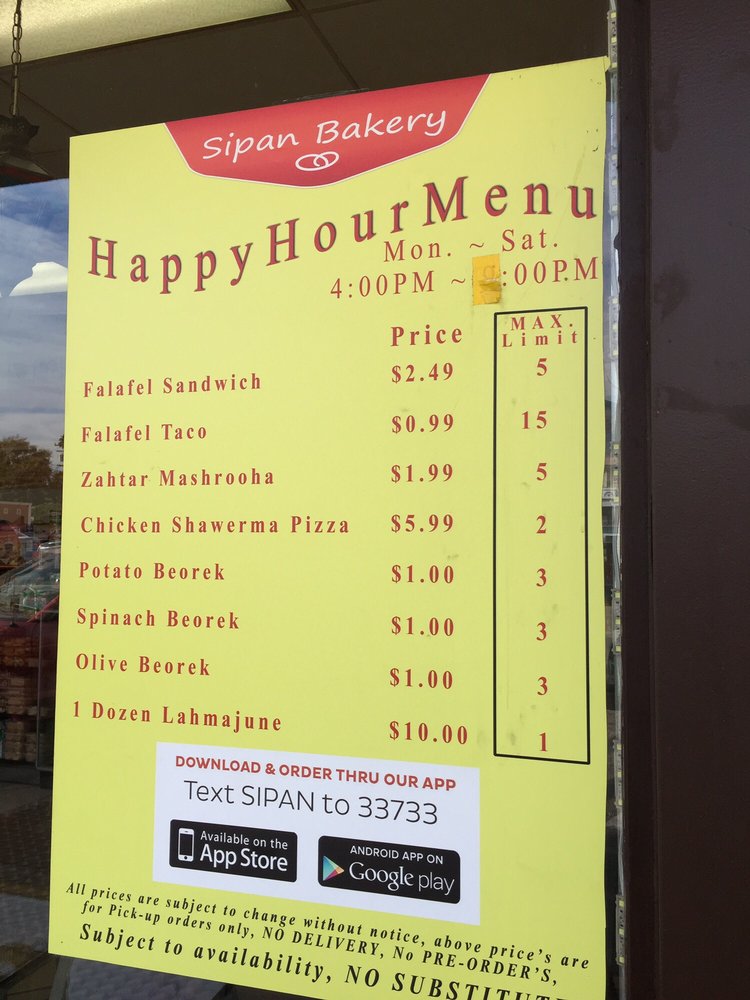 Sipan Bakery
Happy Hour Menu
Mon. ~ Sat.
4:00PM ~ :00PM
Price MAX. Limit
Falafel Sandwich $2.49 5
Falafel Taco $0.99 15
Zahtar Mashrooha $1.99 5
Chicken Shawerma Pizza $5.99 2
Potato Beorek $1.00 3
Spinach Beorek $1.00 3
Olive Beorek $1.00 3
1 Dozen Lahmajune $10.00 1
DOWNLOAD & ORDER THRU OUR APP
Text SIPAN to 33733
Available on the
App Store
ANDROID APP ON
Google play
All prices are subject to change without notice, above price's are
for Pick-up orders only, NO DELIVERY, No PRE-ORDER'S,
Subject to availability, NO SUBSTITUT